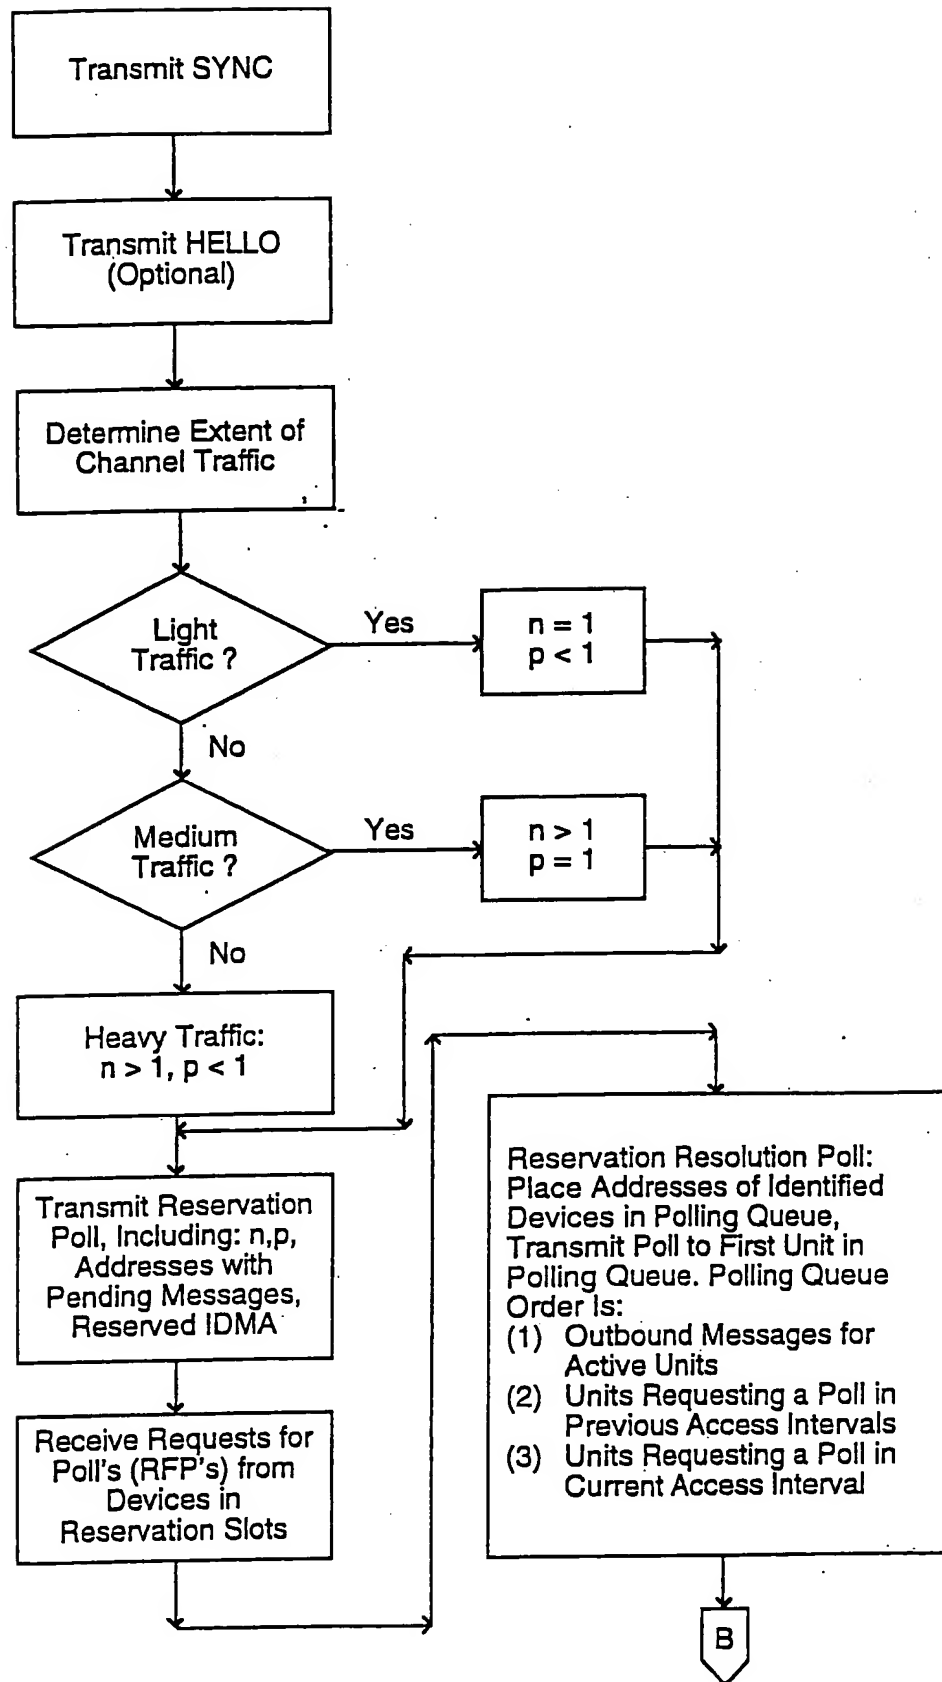 Transmit SYNC
Transmit HELLO
(Optional)
Determine Extent of
Channel Traffic
Light
Traffic ?
Yes
n = 1
p < 1
No
Medium
Traffic ?
Yes
n > 1
p = 1
No
Heavy Traffic:
n > 1, p < 1
Transmit Reservation
Poll, Including: n,p,
Addresses with
Pending Messages,
Reserved IDMA
Receive Requests for
Poll's (RFP's) from
Devices in
Reservation Slots
Reservation Resolution Poll:
Place Addresses of Identified
Devices in Polling Queue,
Transmit Poll to First Unit in
Polling Queue. Polling Queue
Order Is:
(1) Outbound Messages for
Active Units
(2) Units Requesting a Poll in
Previous Access Intervals
(3) Units Requesting a Poll in
Current Access Interval
B